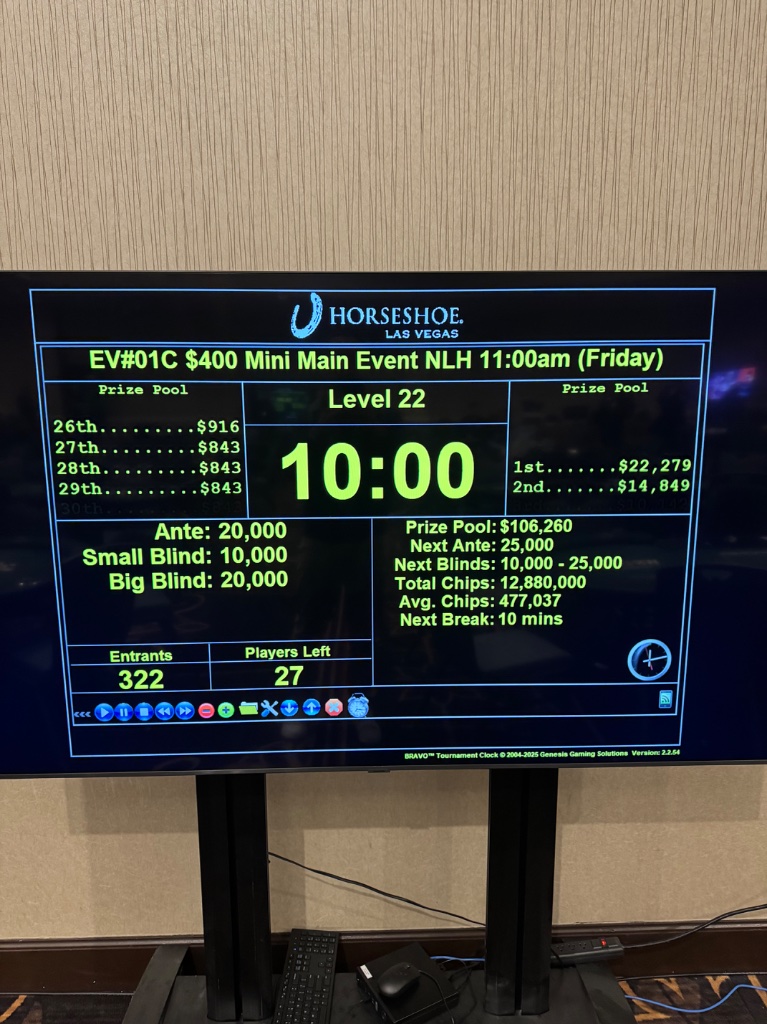 HORSESHOE.
LAS VEGAS
EV#01C $400 Mini Main Event NLH 11:00am (Friday)
Prize Pool
26th.........$916
27th.........$843
28th.........$843
29th.........$843
30th.........$843
Level 22
10:00
Prize Pool
1st.......$22,279
2nd.......$14,849
Ante: 20,000
Small Blind: 10,000
Big Blind: 20,000
Prize Pool: $106,260
Next Ante: 25,000
Next Blinds: 10,000 - 25,000
Total Chips: 12,880,000
Avg. Chips: 477,037
Next Break: 10 mins
Entrants
322
Players Left
27
<<<
BRAVO™ Tournament Clock © 2004-2025 Genesis Gaming Solutions Version: 2.2.54